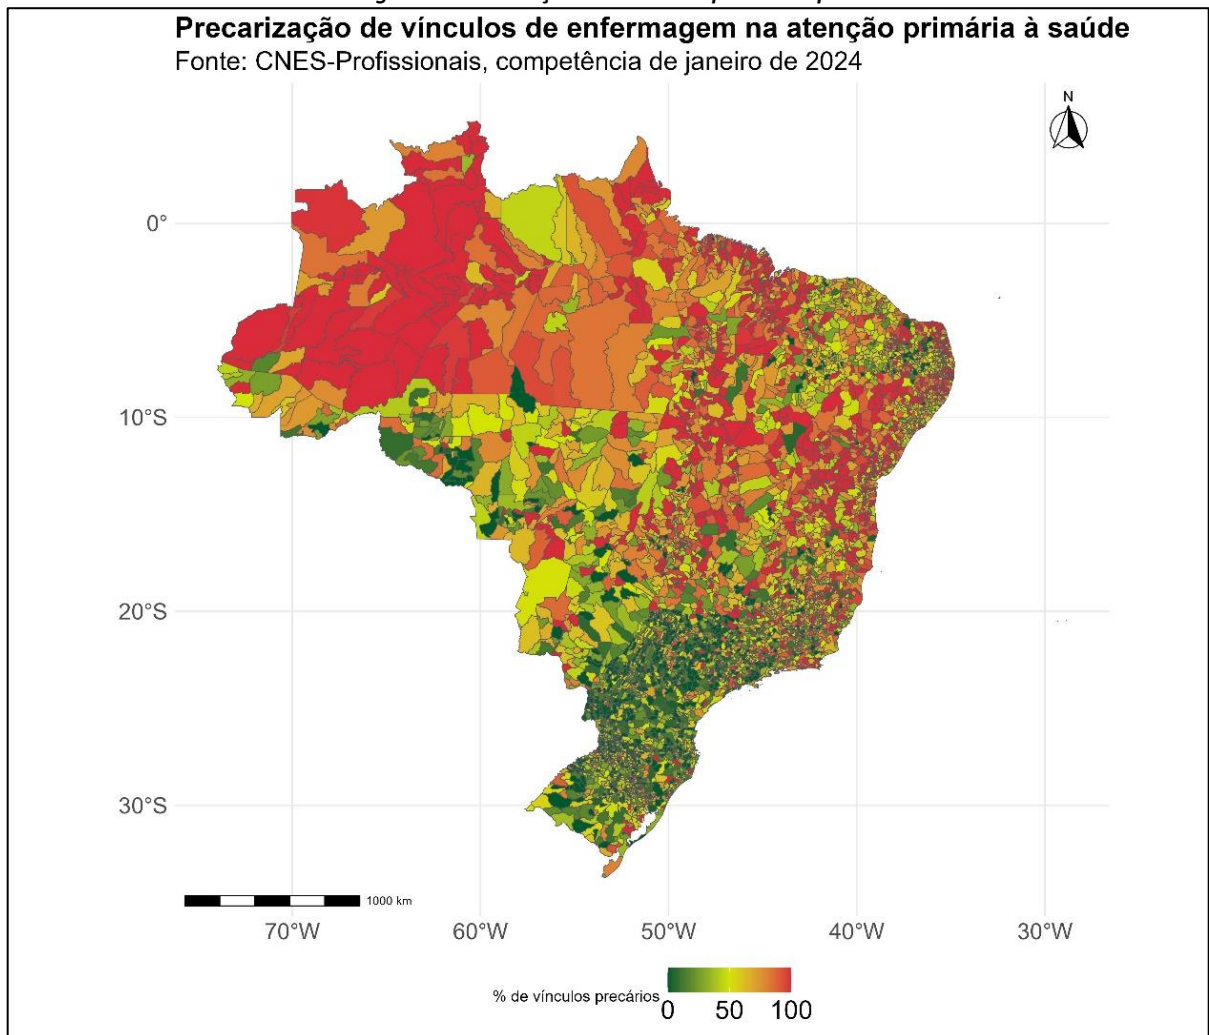 Precarização de vínculos de enfermagem na atenção primária à saúde
Fonte: CNES-Profissionais, competência de janeiro de 2024
N
0°
10°S
20°S
30°S
1000 km
70°W 60°W 50°W 40°W 30°W
% de vínculos precários
0 50 100